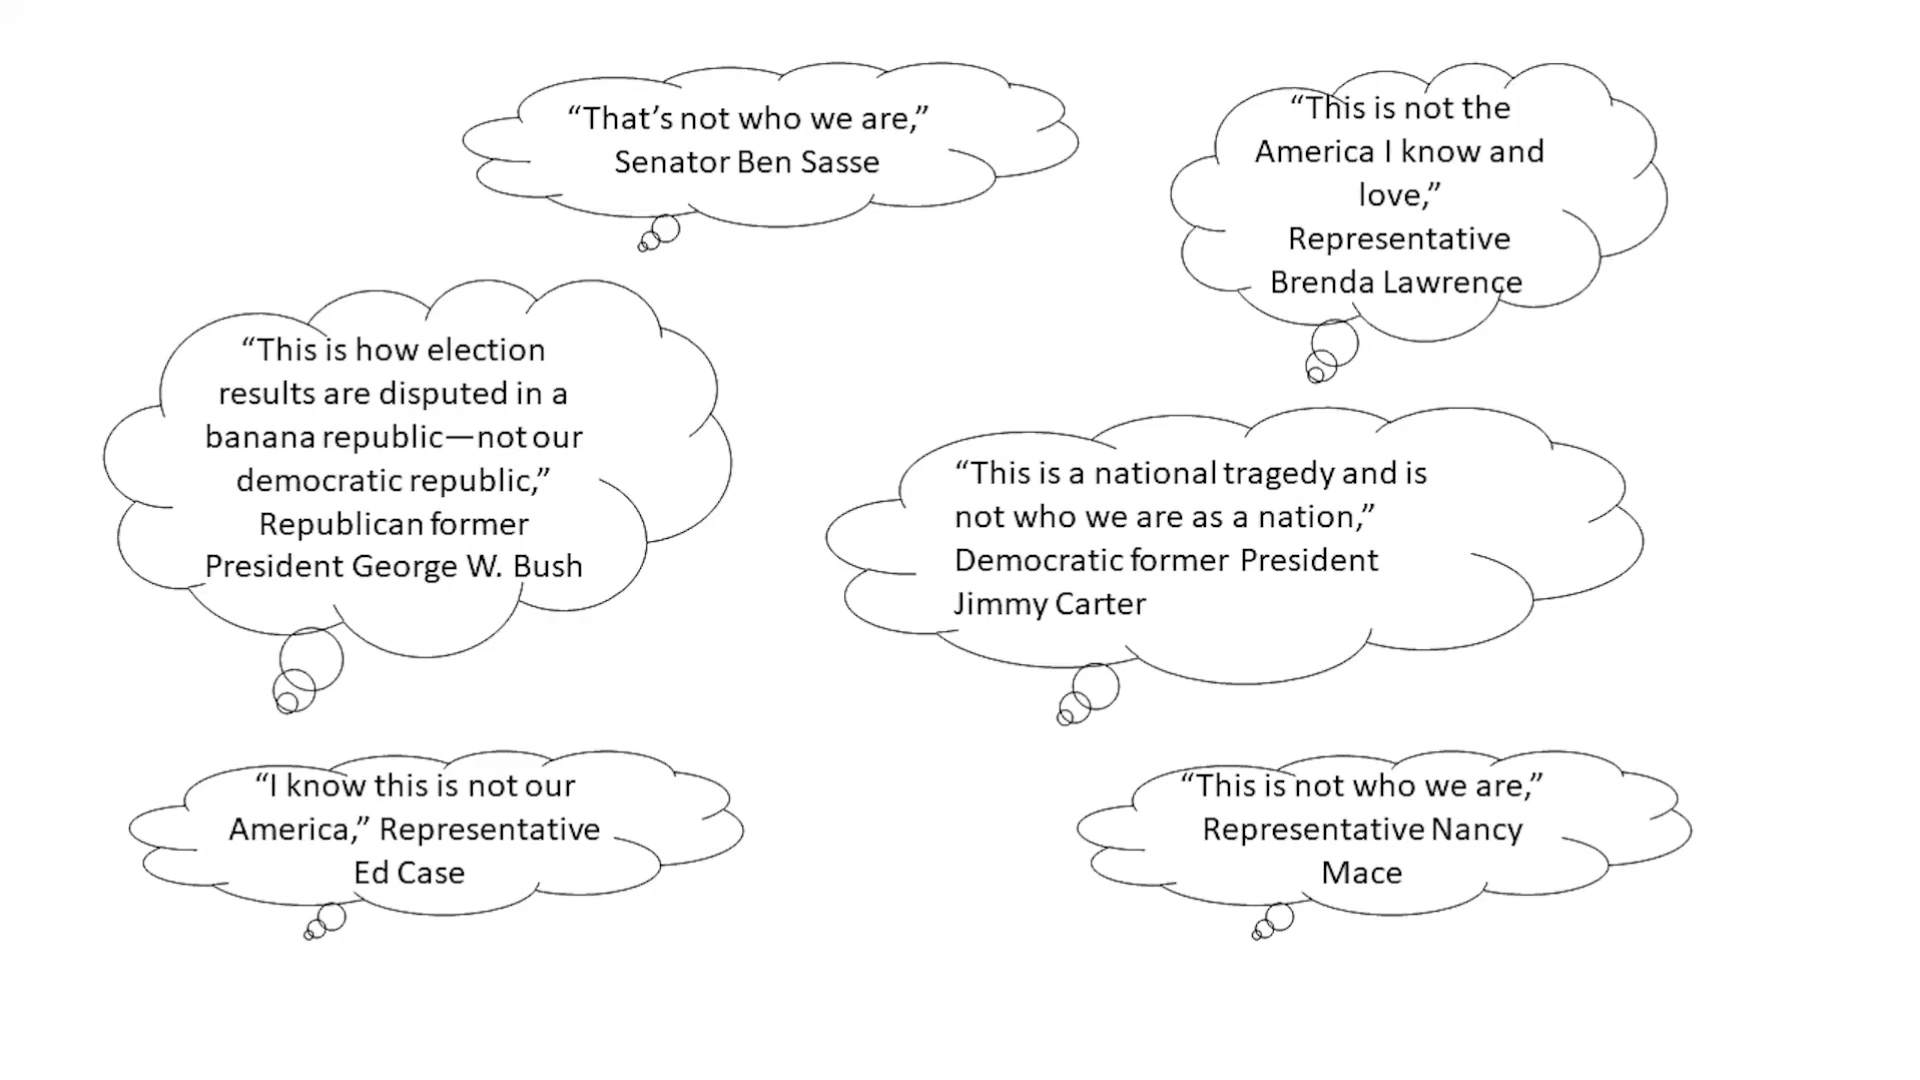 “That’s not who we are,”
Senator Ben Sasse
“This is not the
America I know and
love,”
Representative
Brenda Lawrence
“This is how election
results are disputed in a
banana republic—not our
democratic republic,”
Republican former
President George W. Bush
“This is a national tragedy and is
not who we are as a nation,”
Democratic former President
Jimmy Carter
“I know this is not our
America,” Representative
Ed Case
“This is not who we are,”
Representative Nancy
Mace